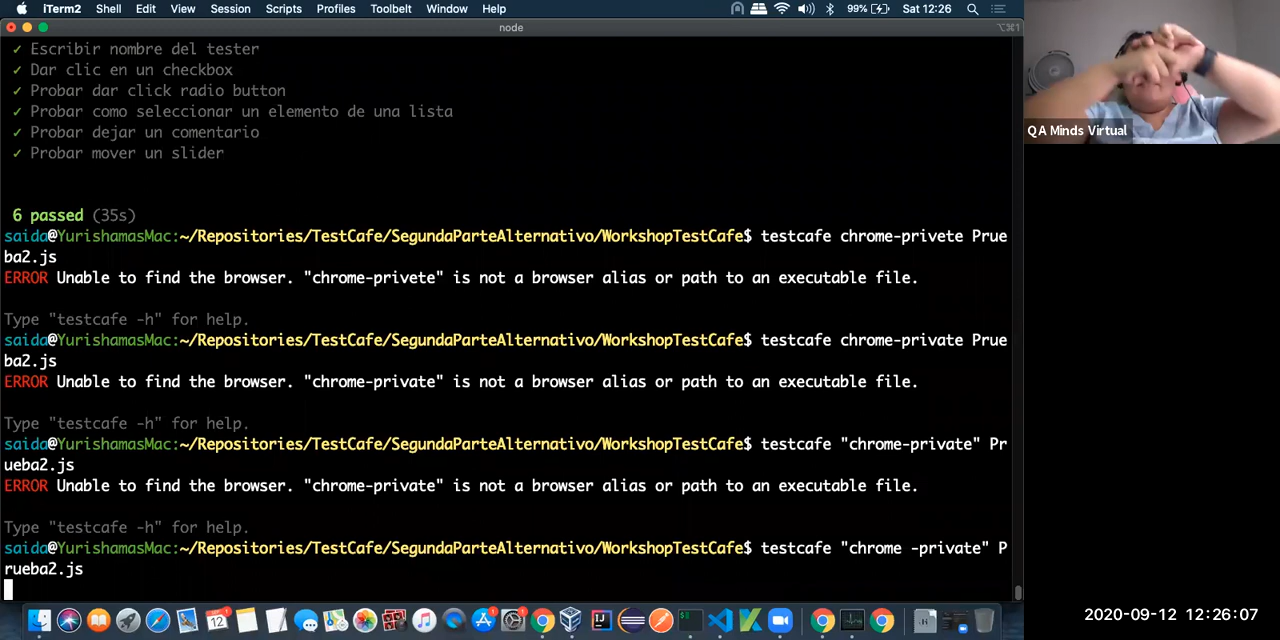 iTerm2 Shell Edit View Session Scripts Profiles Toolbelt Window Help 99% Sat 12:26
node ⌥⌘1
✓ Escribir nombre del tester
✓ Dar clic en un checkbox
✓ Probar dar click radio button
✓ Probar como seleccionar un elemento de una lista
✓ Probar dejar un comentario
✓ Probar mover un slider
6 passed (35s)
saida@YurishamasMac:~/Repositories/TestCafe/SegundaParteAlternativo/WorkshopTestCafe$ testcafe chrome-privete Prue
ba2.js
ERROR Unable to find the browser. "chrome-privete" is not a browser alias or path to an executable file.
Type "testcafe -h" for help.
saida@YurishamasMac:~/Repositories/TestCafe/SegundaParteAlternativo/WorkshopTestCafe$ testcafe chrome-private Prue
ba2.js
ERROR Unable to find the browser. "chrome-private" is not a browser alias or path to an executable file.
Type "testcafe -h" for help.
saida@YurishamasMac:~/Repositories/TestCafe/SegundaParteAlternativo/WorkshopTestCafe$ testcafe "chrome-private" Pr
ueba2.js
ERROR Unable to find the browser. "chrome-private" is not a browser alias or path to an executable file.
Type "testcafe -h" for help.
saida@YurishamasMac:~/Repositories/TestCafe/SegundaParteAlternativo/WorkshopTestCafe$ testcafe "chrome -private" P
rueba2.js
QA Minds Virtual
2020-09-12 12:26:07